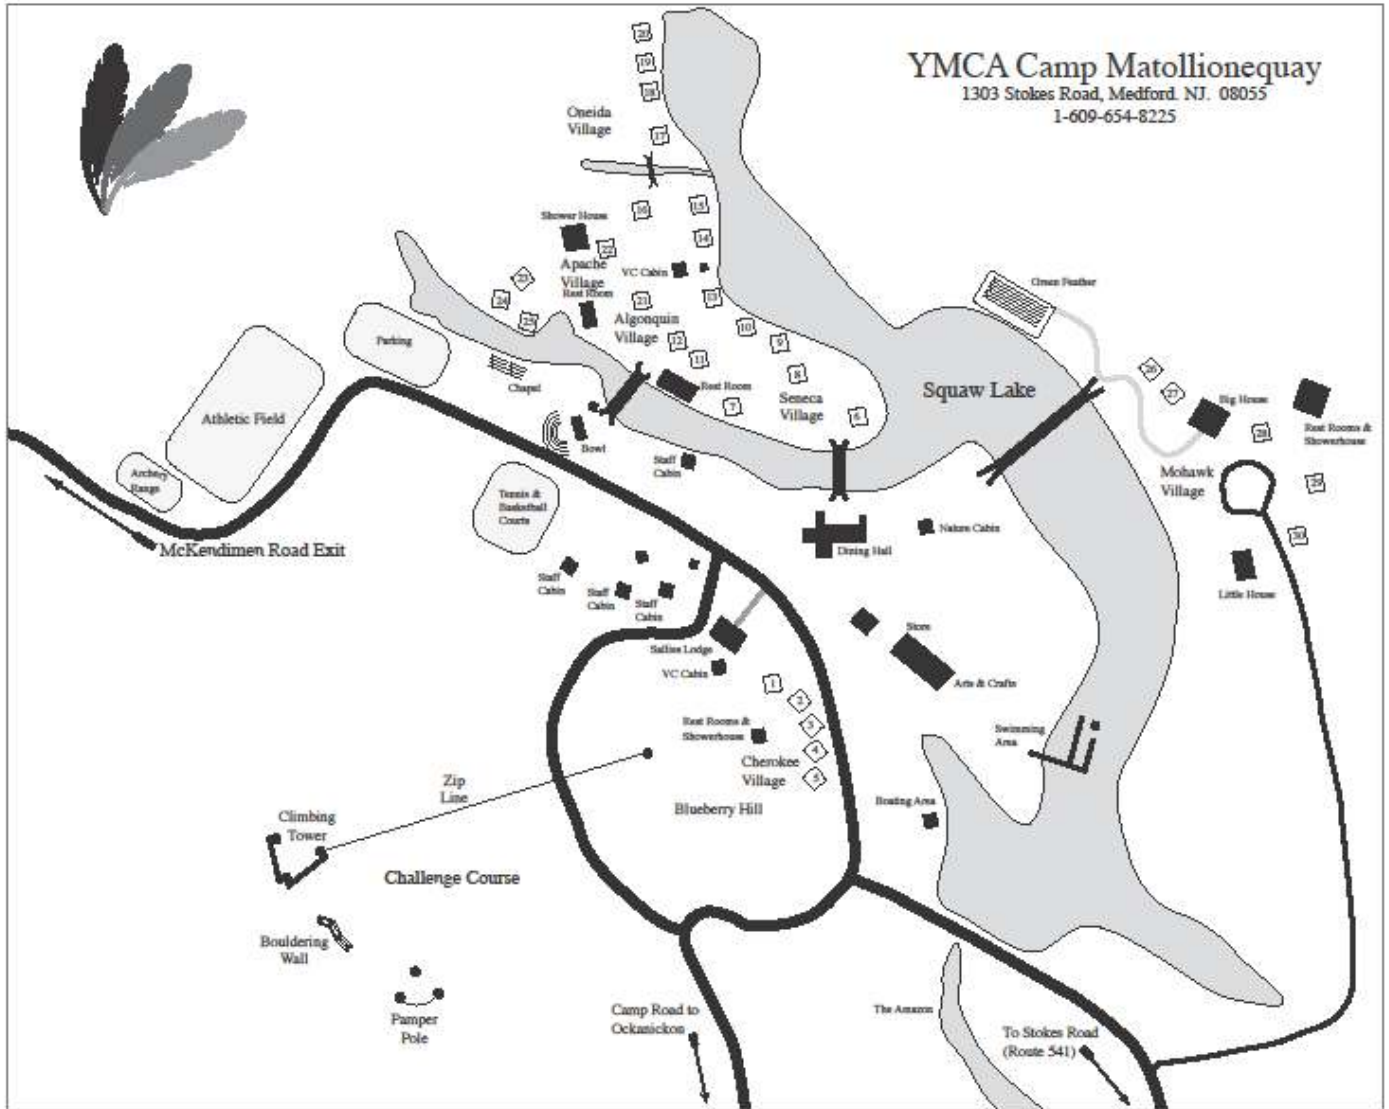 YMCA Camp Matollionequay
1303 Stokes Road, Medford. NJ. 08055
1-609-654-8225
20
19
18
Oneida
Village
17
16
15
Shower House
14
22
Apache
Village
VC Cabin
23
Rest Room
24
21
13
25
Algonquin
Village
10
9
12
11
8
Green Feather
Parking
Chapel
Rest Room
7
Seneca
Village
6
Squaw Lake
26
27
Big House
28
Rest Rooms &
Showerhouse
Athletic Field
Bowl
Staff
Cabin
Mohawk
Village
29
Archery
Range
Tennis &
Basketball
Courts
Nature Cabin
30
McKendimen Road Exit
Dining Hall
Staff
Cabin
Staff
Cabin
Staff
Cabin
Little House
Store
Sallies Lodge
VC Cabin
Arts & Crafts
1
2
3
4
5
Rest Rooms &
Showerhouse
Swimming
Area
Cherokee
Village
Zip
Line
Blueberry Hill
Boating Area
Climbing
Tower
Challenge Course
Bouldering
Wall
Pamper
Pole
Camp Road to
Ockanickon
The Amazon
To Stokes Road
(Route 541)